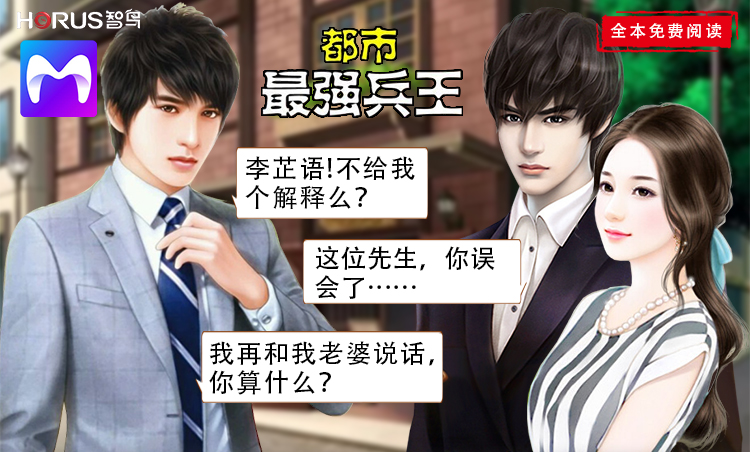 HORUS智鸟
全本免费阅读
都市
最强兵王
李芷语!不给我
个解释么?
这位先生，你误
会了……
我再和我老婆说话，
你算什么?